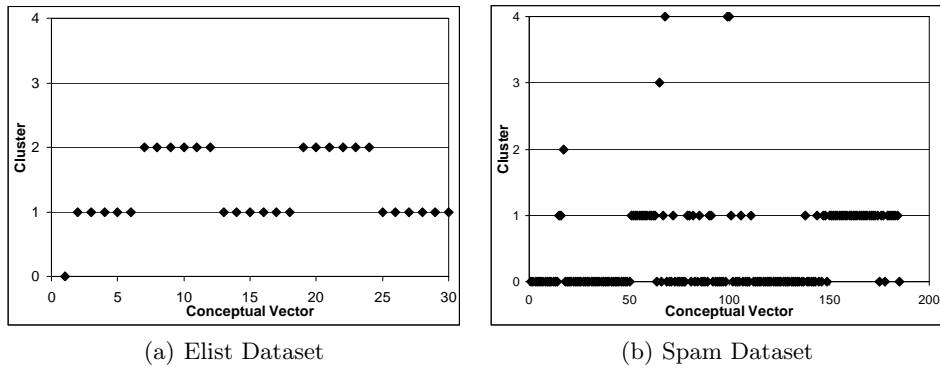 4
3
2
1
0
Cluster
0 5 10 15 20 25 30
Conceptual Vector
(a) Elist Dataset
4
3
2
1
0
Cluster
0 50 100 150 200
Conceptual Vector
(b) Spam Dataset